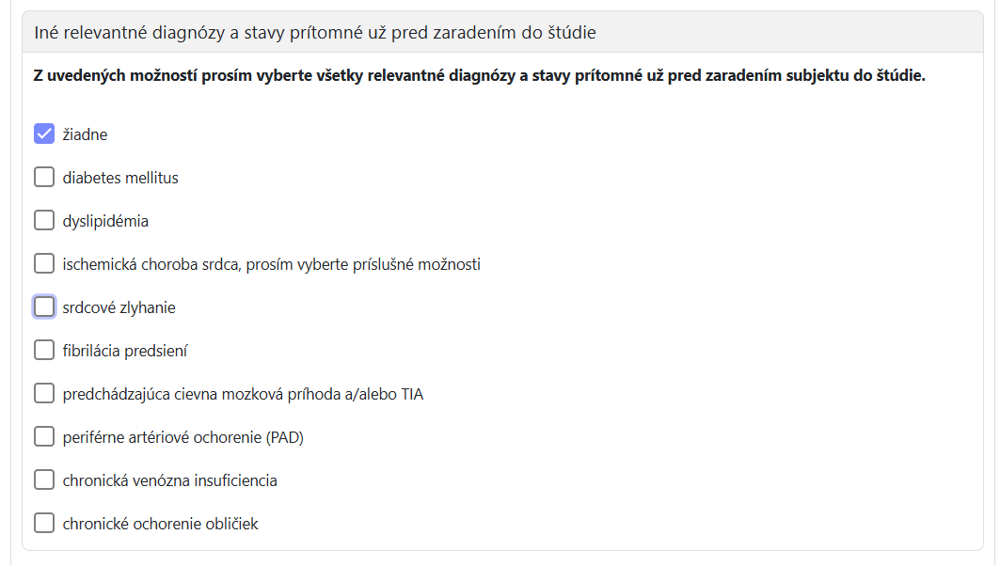 Iné relevantné diagnózy a stavy prítomné už pred zaradením do štúdie
Z uvedených možností prosím vyberte všetky relevantné diagnózy a stavy prítomné už pred zaradením subjektu do štúdie.
žiadne
diabetes mellitus
dyslipidémia
ischemická choroba srdca, prosím vyberte príslušné možnosti
srdcové zlyhanie
fibrilácia predsiení
predchádzajúca cievna mozková príhoda a/alebo TIA
periférne artériové ochorenie (PAD)
chronická venózna insuficiencia
chronické ochorenie obličiek